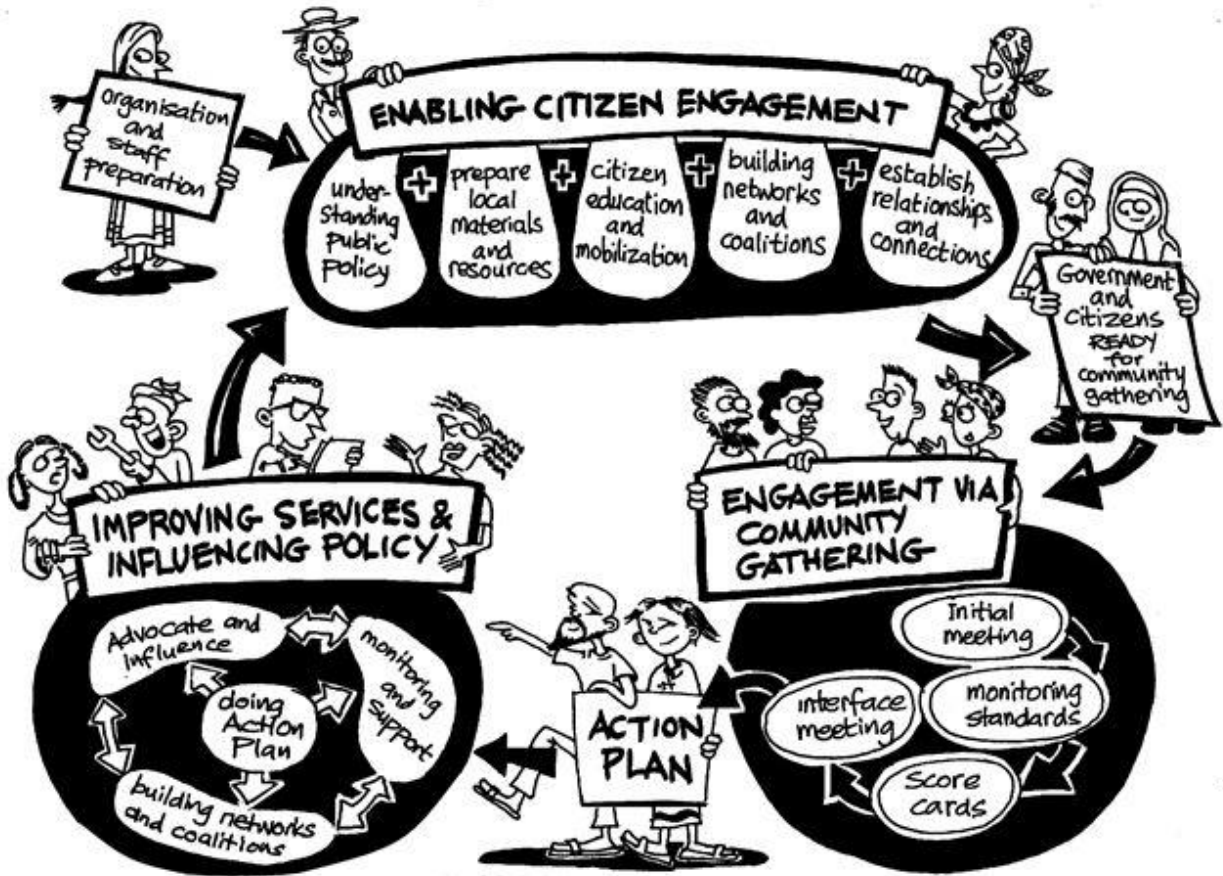 organisation
and
staff
preparation
ENABLING CITIZEN ENGAGEMENT
under-
standing
public
policy
+
prepare
local
materials
and
resources
+
citizen
education
and
mobilization
+
building
networks
and
coalitions
+
establish
relationships
and
connections
Government
and
citizens
READY
for
community
gathering
ENGAGEMENT VIA
COMMUNITY
GATHERING
Initial
meeting
monitoring
standards
Score
cards
interface
meeting
ACTION
PLAN
IMPROVING SERVICES &
INFLUENCING POLICY
Advocate and
influence
monitoring
and
support
doing
Action
Plan
building networks
and coalitions